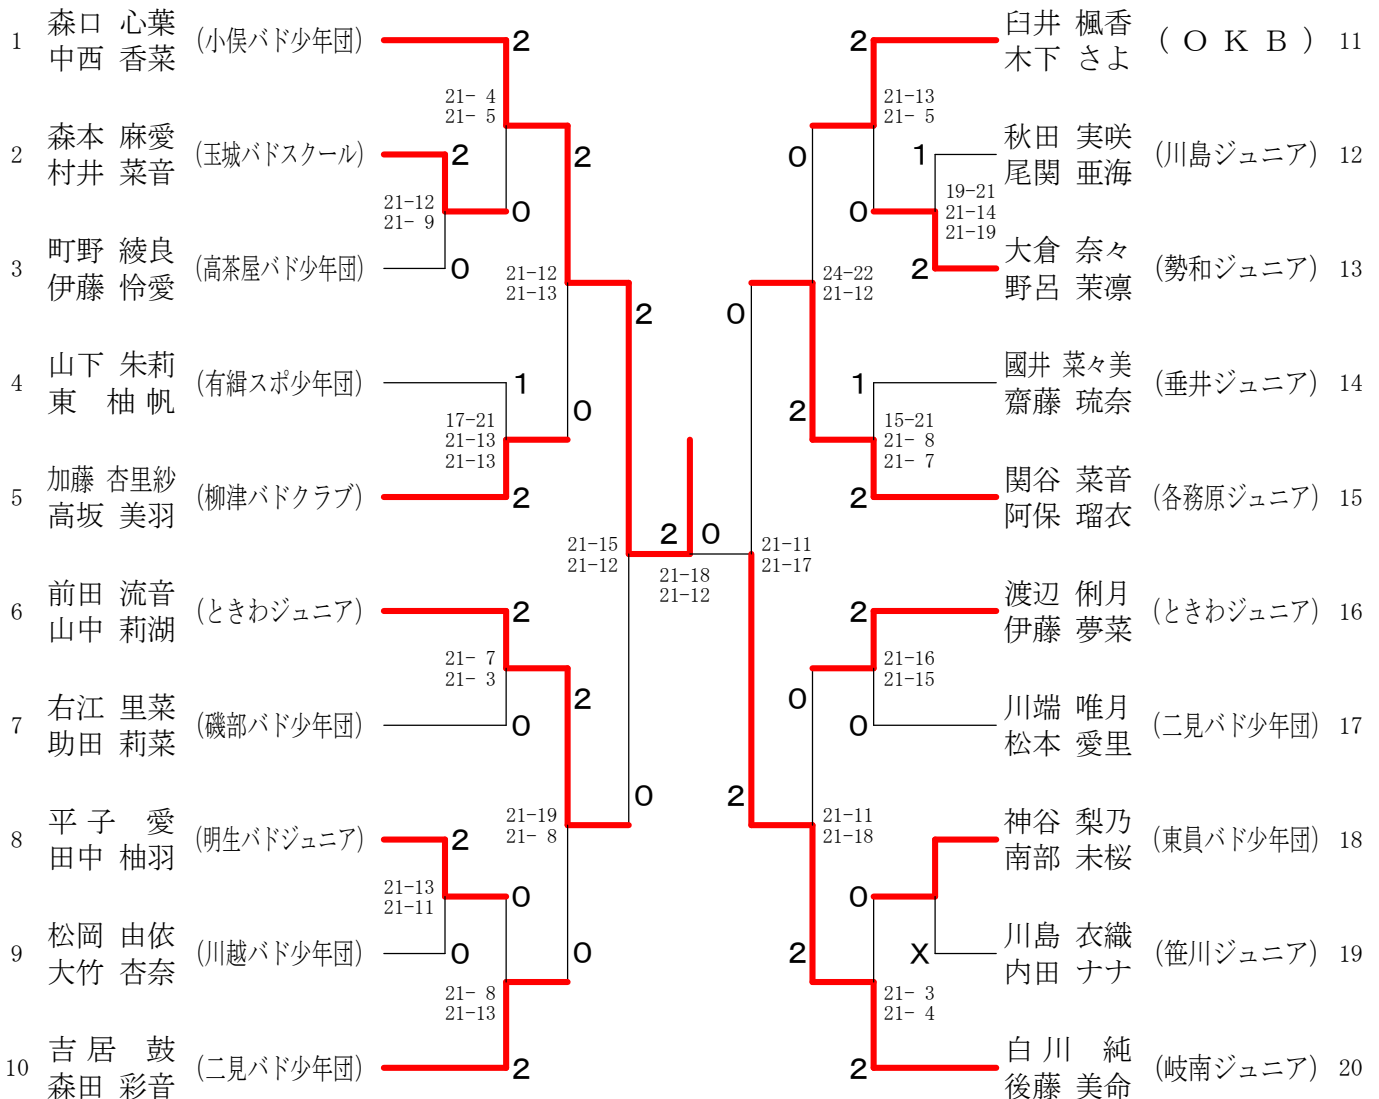 1 森口 心葉 (小俣バド少年団)
中西 香菜
2
21- 4
21- 5
2 森本 麻愛 (玉城バドスクール)
村井 菜音
2
2
21-12
21- 9
0
3 町野 綾良 (高茶屋バド少年団)
伊藤 怜愛
0
21-12
21-13
2
4 山下 朱莉 (有緝スポ少年団)
東 柚帆
1
0
17-21
21-13
21-13
5 加藤 杏里紗 (柳津バドクラブ)
高坂 美羽
2
21-15
21-12
2 0
21-18
21-12
6 前田 流音 (ときわジュニア)
山中 莉湖
2
21- 7
21- 3
2
7 右江 里菜 (磯部バド少年団)
助田 莉菜
0
0
21-19
21- 8
8 平子 愛 (明生バドジュニア)
田中 柚羽
2
21-13
21-11
0
9 松岡 由依 (川越バド少年団)
大竹 杏奈
0
0
21- 8
21-13
10 吉居 鼓 (二見バド少年団)
森田 彩音
2
臼井 楓香 (OKB) 11
木下 さよ
2
21-13
21- 5
秋田 実咲 (川島ジュニア) 12
尾関 亜海
0
1
19-21
21-14
21-19
0
大倉 奈々 (勢和ジュニア) 13
野呂 茉凛
2
24-22
21-12
0
國井 菜々美 (垂井ジュニア) 14
齋藤 琉奈
1
2
15-21
21- 8
21- 7
関谷 菜音 (各務原ジュニア) 15
阿保 瑠衣
2
21-11
21-17
渡辺 俐月 (ときわジュニア) 16
伊藤 夢菜
2
21-16
21-15
0
川端 唯月 (二見バド少年団) 17
松本 愛里
0
2
21-11
21-18
神谷 梨乃 (東員バド少年団) 18
南部 未桜
0
川島 衣織 (笹川ジュニア) 19
内田 ナナ
X
2
21- 3
21- 4
白川 純 (岐南ジュニア) 20
後藤 美命
2